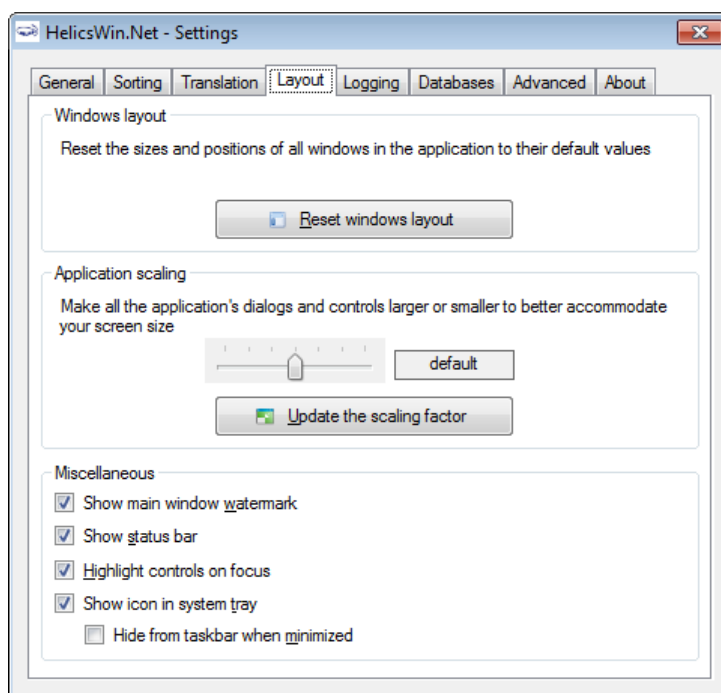 HelicsWin.Net - Settings
General Sorting Translation Layout Logging Databases Advanced About
Windows layout
Reset the sizes and positions of all windows in the application to their default values
Reset windows layout
Application scaling
Make all the application's dialogs and controls larger or smaller to better accommodate
your screen size
default
Update the scaling factor
Miscellaneous
Show main window watermark
Show status bar
Highlight controls on focus
Show icon in system tray
Hide from taskbar when minimized